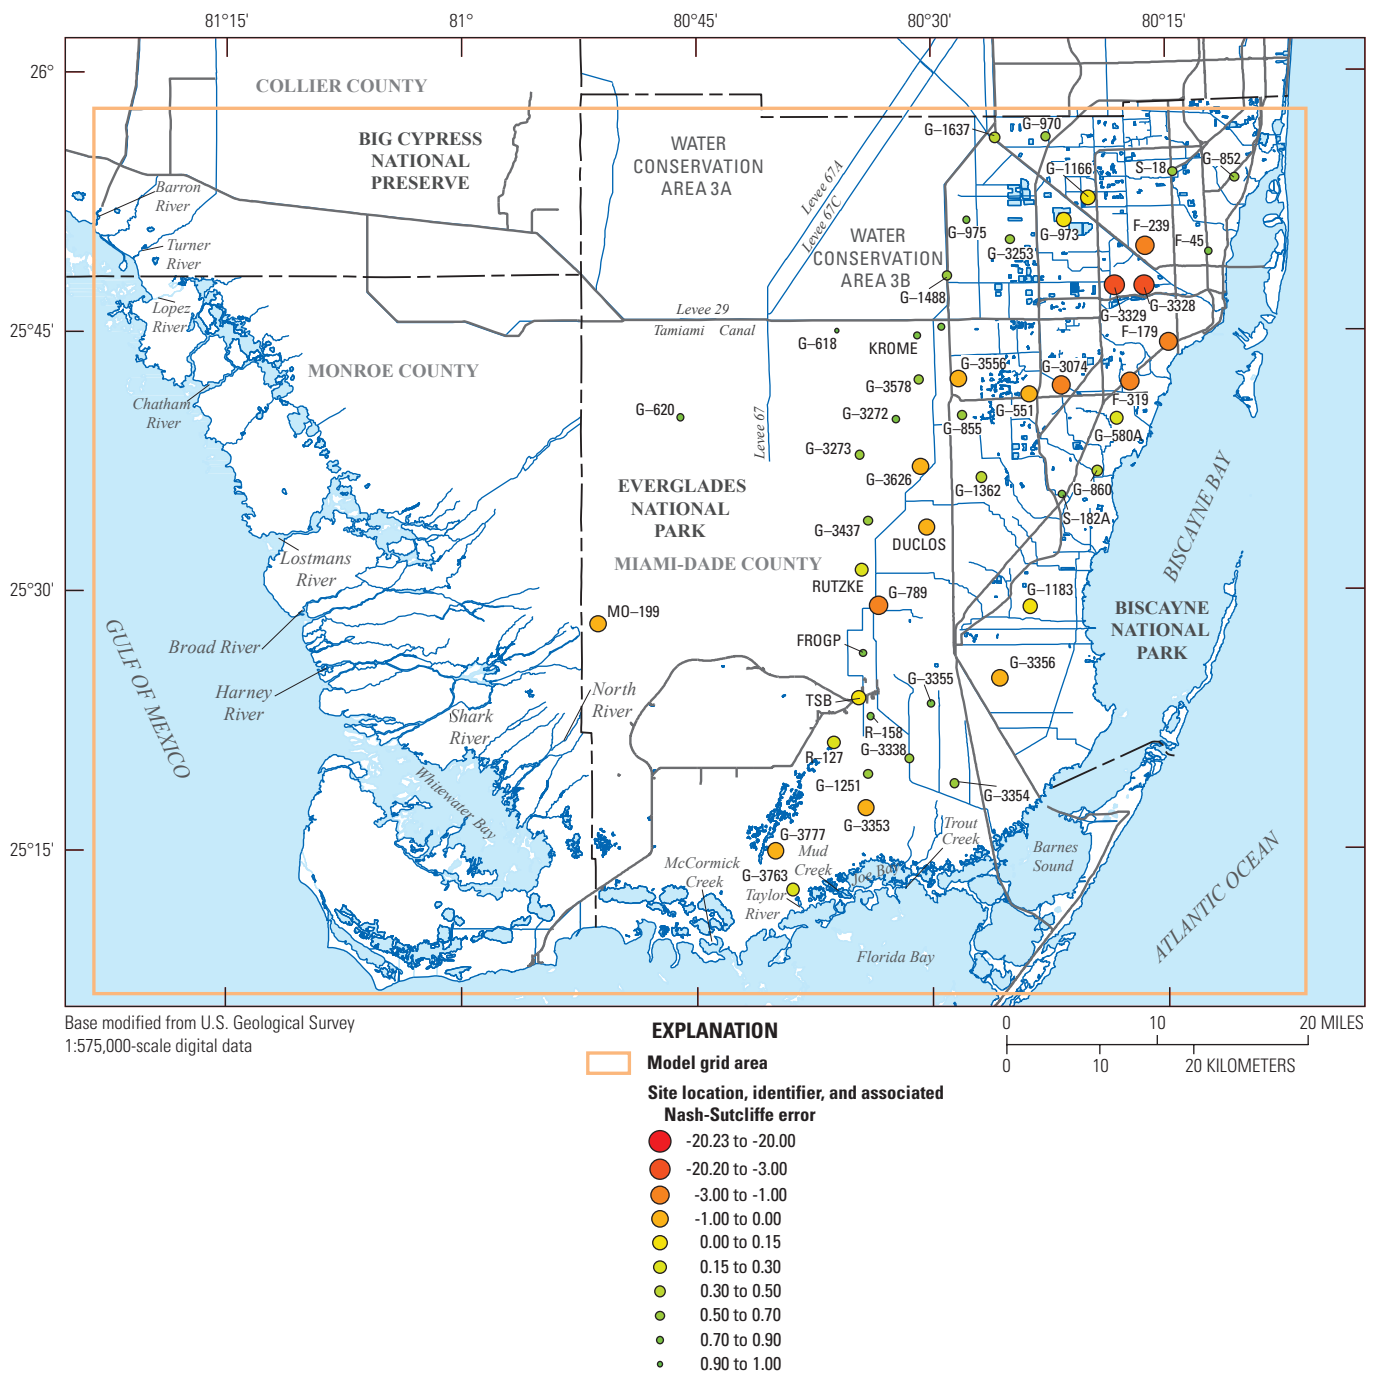 81°15'
81°
80°45'
80°30'
80°15'
26°
25°45'
25°30'
25°15'
COLLIER COUNTY
BIG CYPRESS
NATIONAL
PRESERVE
WATER
CONSERVATION
AREA 3A
Levee 67A
Levee 67C
WATER
CONSERVATION
AREA 3B
Barron
River
Turner
River
Lopez
River
Levee 29
Tamiami Canal
MONROE COUNTY
Chatham
River
Levee 67
EVERGLADES
NATIONAL
PARK
MIAMI-DADE COUNTY
Lostmans
River
Broad River
Harney
River
Shark
River
North
River
Whitewater Bay
GULF OF MEXICO
BISCAYNE BAY
BISCAYNE
NATIONAL
PARK
McCormick
Creek
Mud
Creek
Taylor
River
Joe Bay
Trout
Creek
Barnes
Sound
Florida Bay
ATLANTIC OCEAN
G–1637
G–970
G–1166
S–18
G–852
G–975
G–3253
G–973
F–239
F–45
G–1488
G–3329
G–3328
F–179
G–618
KROME
G–3556
G–3074
G–3578
G–551
F–319
G–620
G–3272
G–855
G–580A
G–3273
G–3626
G–1362
G–860
S–182A
G–3437
DUCLOS
RUTZKE
G–789
G–1183
MO–199
FROGP
G–3356
G–3355
TSB
R–158
R–127
G–3338
G–1251
G–3354
G–3353
G–3777
G–3763
Base modified from U.S. Geological Survey
1:575,000-scale digital data
0 10 20 MILES
0 10 20 KILOMETERS
EXPLANATION
Model grid area
Site location, identifier, and associated
Nash-Sutcliffe error
-20.23 to -20.00
-20.20 to -3.00
-3.00 to -1.00
-1.00 to 0.00
0.00 to 0.15
0.15 to 0.30
0.30 to 0.50
0.50 to 0.70
0.70 to 0.90
0.90 to 1.00